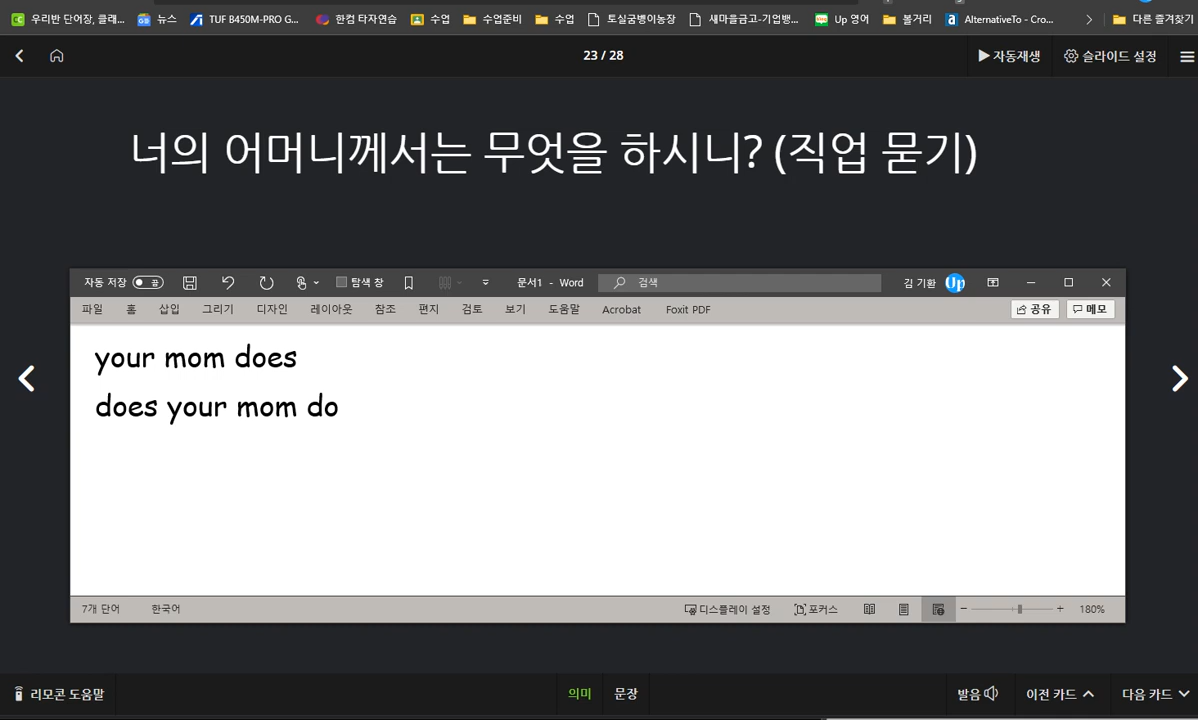 우리반 단어장, 클래... 뉴스 TUF B450M-PRO G... 한컴 타자연습 수업 수업준비 수업 토실굼벵이농장 새마을금고-기업뱅... Up 영어 볼거리 AlternativeTo - Cro... 다른 즐겨찾기
23 / 28 자동재생 슬라이드 설정
너의 어머니께서는 무엇을 하시니? (직업 묻기)
자동 저장 끔 탐색 창 문서1 - Word 검색 김 기환 Up
파일 홈 삽입 그리기 디자인 레이아웃 참조 편지 검토 보기 도움말 Acrobat Foxit PDF 공유 메모
your mom does
does your mom do
7개 단어 한국어 디스플레이 설정 포커스 180%
리모콘 도움말 의미 문장 발음 이전 카드 다음 카드